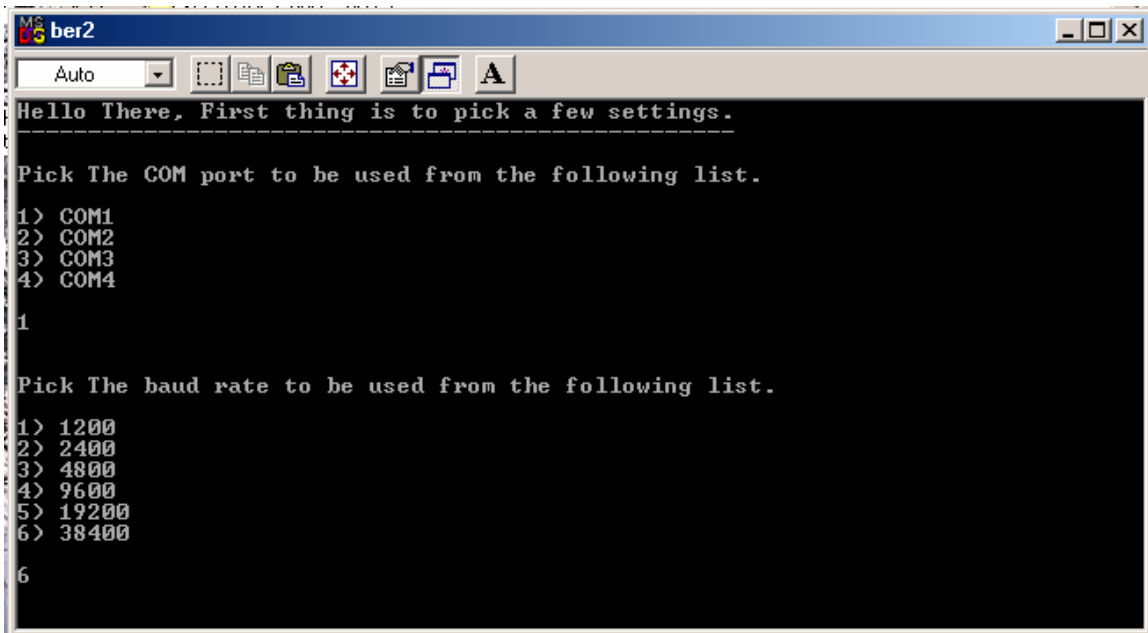 ber2
Auto
A
Hello There, First thing is to pick a few settings.
---------------------------------------------------
Pick The COM port to be used from the following list.
1) COM1
2) COM2
3) COM3
4) COM4
1
Pick The baud rate to be used from the following list.
1) 1200
2) 2400
3) 4800
4) 9600
5) 19200
6) 38400
6